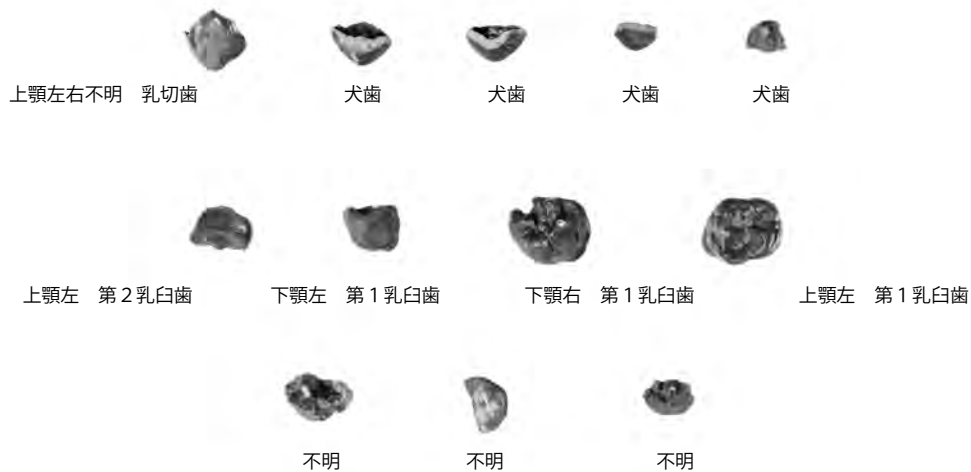 上顎左右不明　乳切歯　犬歯　犬歯　犬歯　犬歯
上顎左　第２乳臼歯　下顎左　第１乳臼歯　下顎右　第１乳臼歯　上顎左　第１乳臼歯
不明　不明　不明